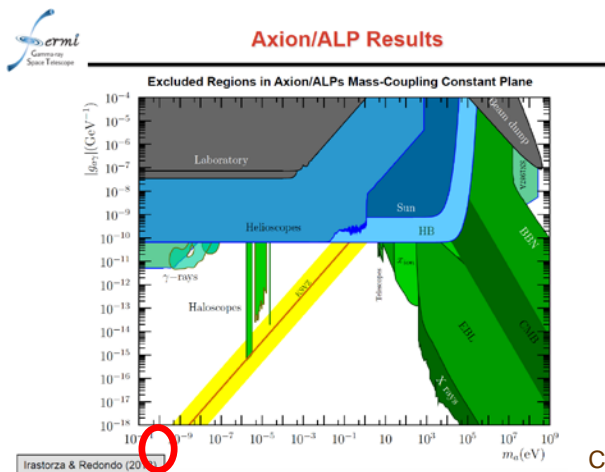 Fermi
Gamma-ray
Space Telescope
Axion/ALP Results
Excluded Regions in Axion/ALPs Mass-Coupling Constant Plane
|g_aγ|(GeV⁻¹)
10⁻⁴
10⁻⁵
10⁻⁶
10⁻⁷
10⁻⁸
10⁻⁹
10⁻¹⁰
10⁻¹¹
10⁻¹²
10⁻¹³
10⁻¹⁴
10⁻¹⁵
10⁻¹⁶
10⁻¹⁷
10⁻¹⁸
Laboratory
Beam dump
Helioscopes
Sun
HB
γ-rays
Haloscopes
KSVZ
Telescopes
BBN
CMB
EBL
X rays
10⁻⁹
10⁻⁷
10⁻⁵
10⁻³
10⁻¹
10
10³
10⁵
10⁷
10⁹
m_a(eV)
Irastorza & Redondo
C